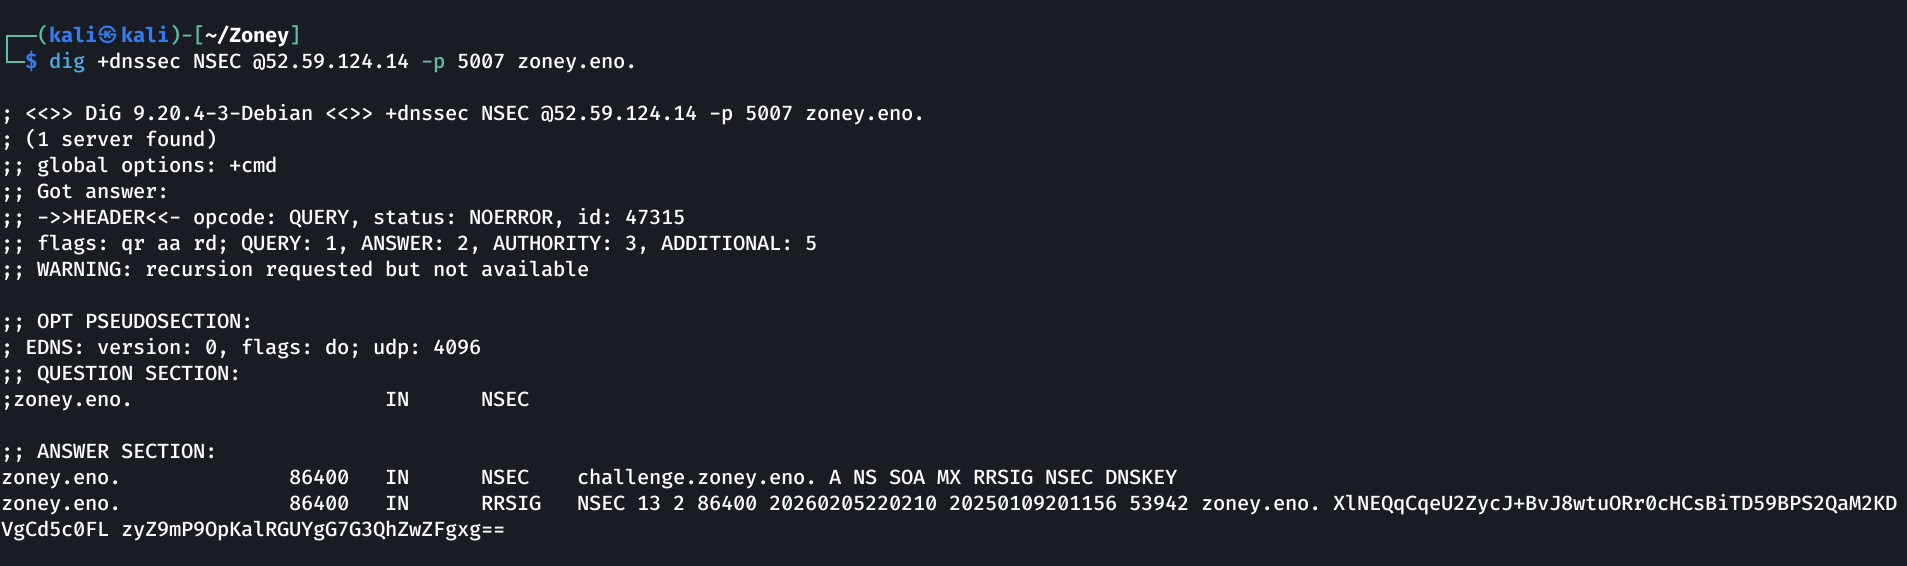 ┌──(kali㉿kali)-[~/Zoney]
└─$ dig +dnssec NSEC @52.59.124.14 -p 5007 zoney.eno.

; <<>> DiG 9.20.4-3-Debian <<>> +dnssec NSEC @52.59.124.14 -p 5007 zoney.eno.
; (1 server found)
;; global options: +cmd
;; Got answer:
;; ->>HEADER<<- opcode: QUERY, status: NOERROR, id: 47315
;; flags: qr aa rd; QUERY: 1, ANSWER: 2, AUTHORITY: 3, ADDITIONAL: 5
;; WARNING: recursion requested but not available

;; OPT PSEUDOSECTION:
; EDNS: version: 0, flags: do; udp: 4096
;; QUESTION SECTION:
;zoney.eno.                     IN      NSEC

;; ANSWER SECTION:
zoney.eno.              86400   IN      NSEC    challenge.zoney.eno. A NS SOA MX RRSIG NSEC DNSKEY
zoney.eno.              86400   IN      RRSIG   NSEC 13 2 86400 20260205220210 20250109201156 53942 zoney.eno. XlNEQqCqeU2ZycJ+BvJ8wtuORr0cHCsBiTD59BPS2QaM2KD
VgCd5c0FL zyZ9mP9OpKalRGUYgG7G3QhZwZFgxg==